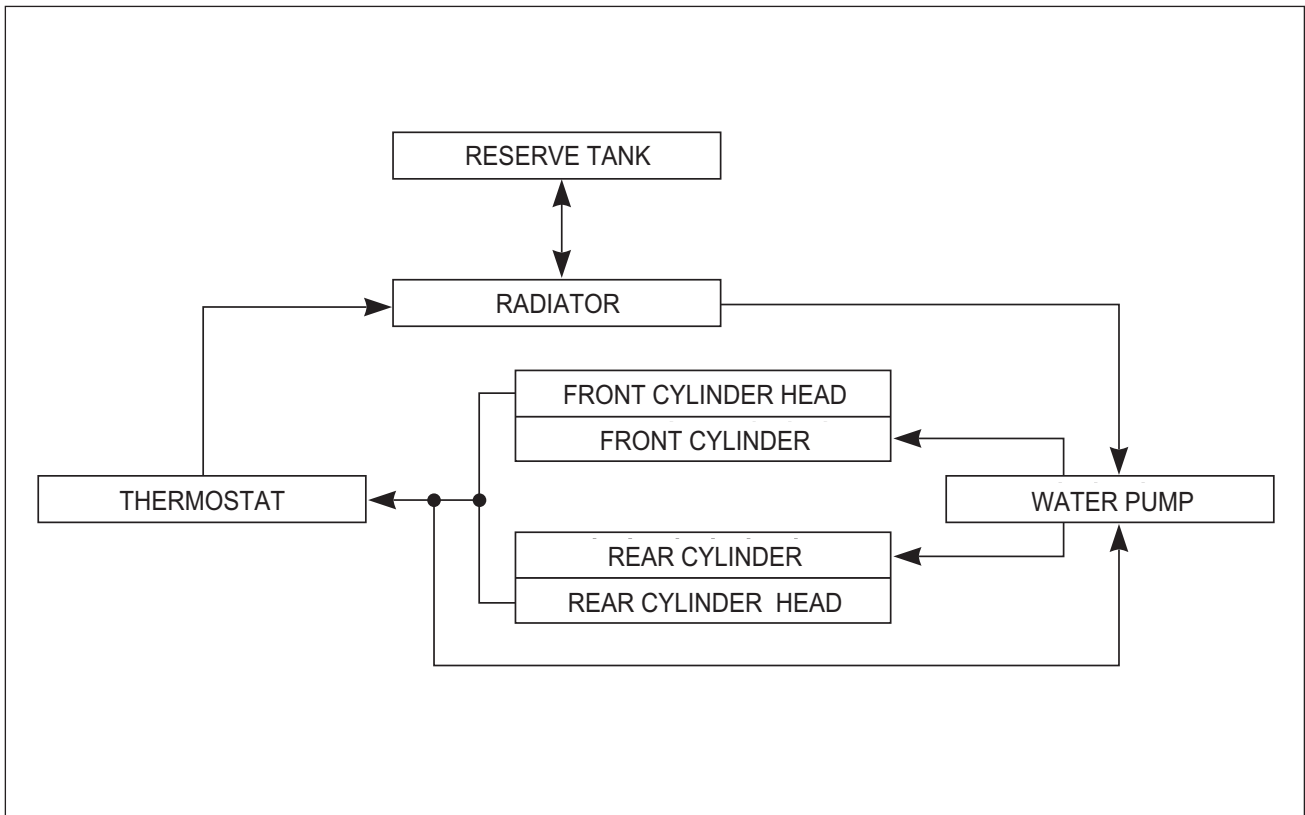 RESERVE TANK
RADIATOR
FRONT CYLINDER HEAD
FRONT CYLINDER
THERMOSTAT
WATER PUMP
REAR CYLINDER
REAR CYLINDER HEAD